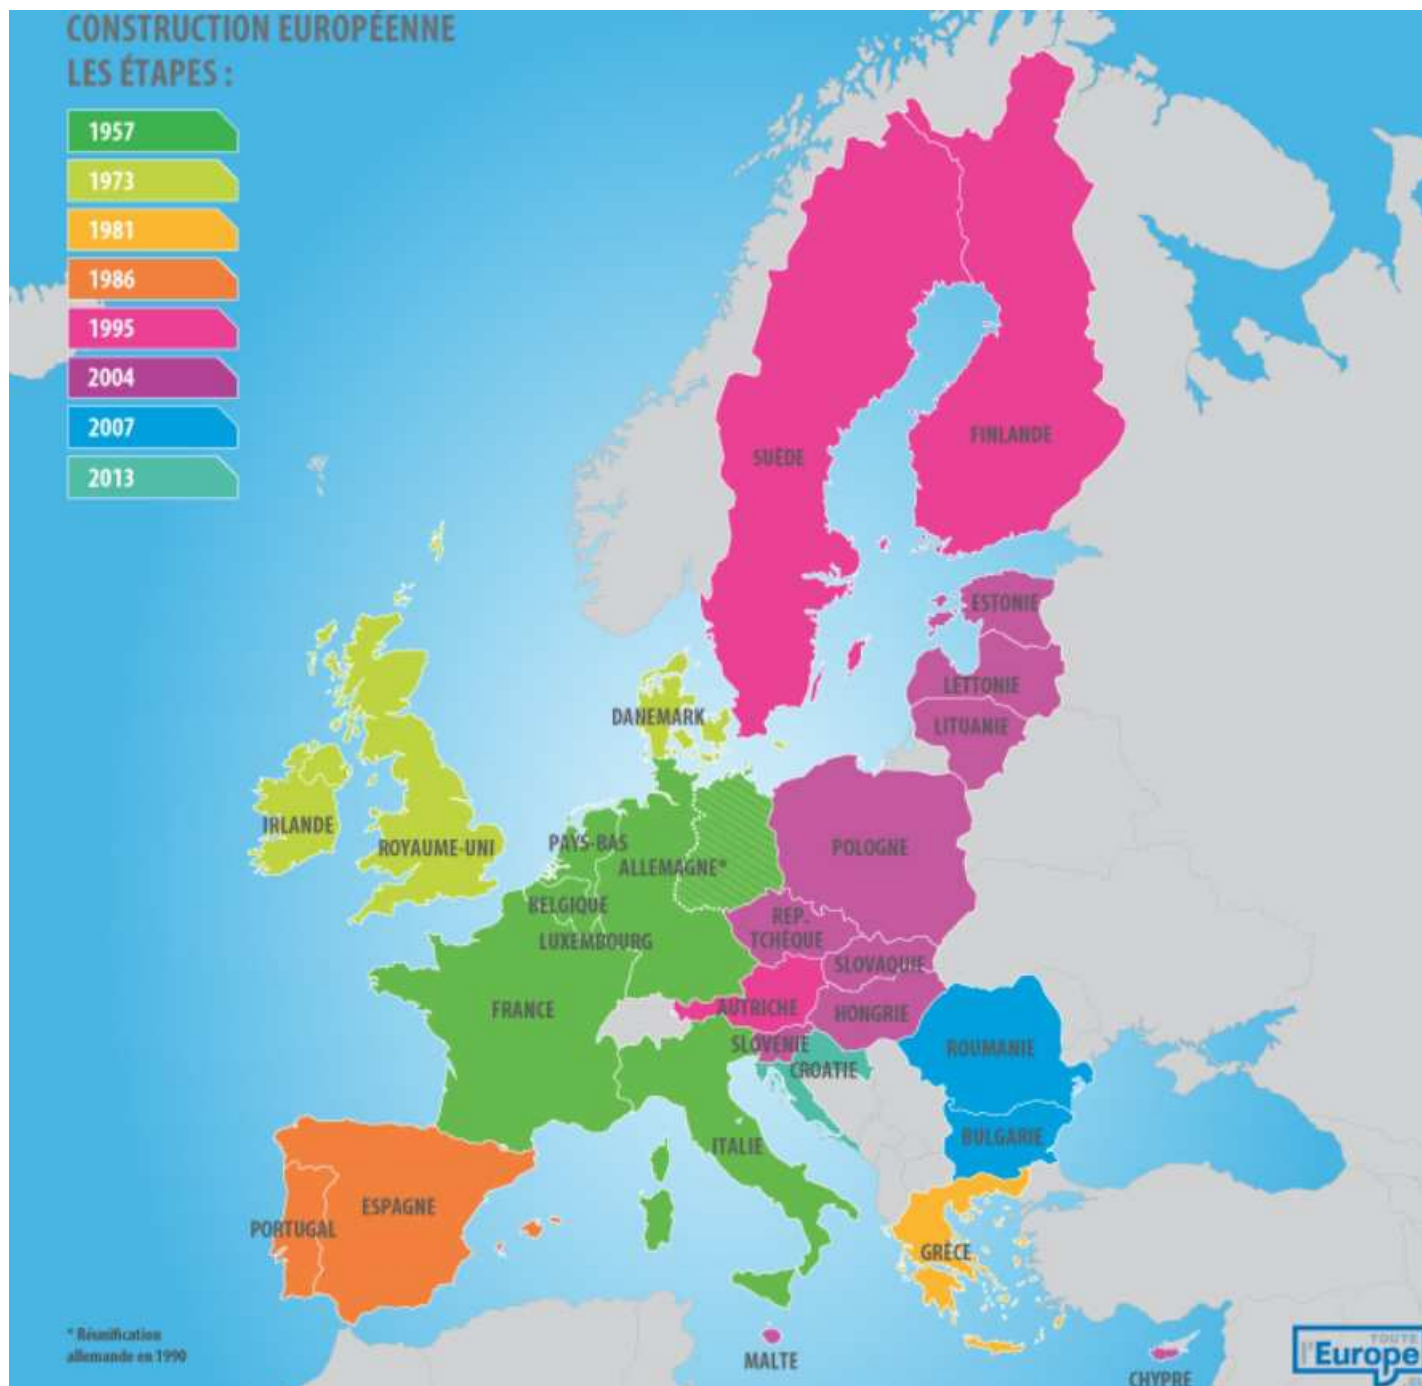 CONSTRUCTION EUROPÉENNE
LES ÉTAPES :
1957
1973
1981
1986
1995
2004
2007
2013
FINLANDE
SUÈDE
ESTONIE
LETTONIE
LITUANIE
DANEMARK
IRLANDE
ROYAUME-UNI
PAYS-BAS
ALLEMAGNE*
POLOGNE
BELGIQUE
REP.
TCHÈQUE
LUXEMBOURG
SLOVAQUIE
FRANCE
AUTRICHE
HONGRIE
SLOVÉNIE
ROUMANIE
CROATIE
BULGARIE
ITALIE
ESPAGNE
PORTUGAL
GRÈCE
* Réunification
allemande en 1990
MALTE
CHYPRE
TOUTE
l'Europe